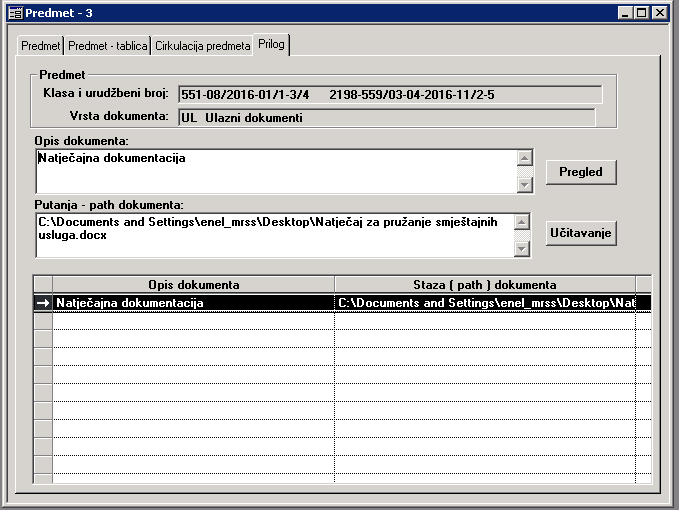 Predmet - 3
Predmet Predmet - tablica Cirkulacija predmeta Prilog
Predmet
Klasa i urudžbeni broj: 551-08/2016-01/1-3/4 2198-559/03-04-2016-11/2-5
Vrsta dokumenta: UL Ulazni dokumenti
Opis dokumenta:
Natječajna dokumentacija
Pregled
Putanja - path dokumenta:
C:\Documents and Settings\enel_mrss\Desktop\Natječaj za pružanje smještajnih
usluga.docx
Učitavanje
Opis dokumenta Staza ( path ) dokumenta
Natječajna dokumentacija C:\Documents and Settings\enel_mrss\Desktop\Nat